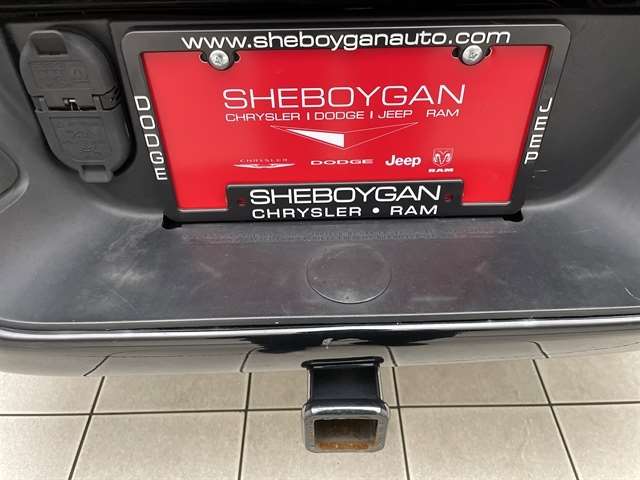 www.sheboyganauto.com
SHEBOYGAN
CHRYSLER I DODGE I JEEP RAM
CHRYSLER DODGE Jeep RAM
SHEBOYGAN
CHRYSLER • RAM
DODGE
JEEP